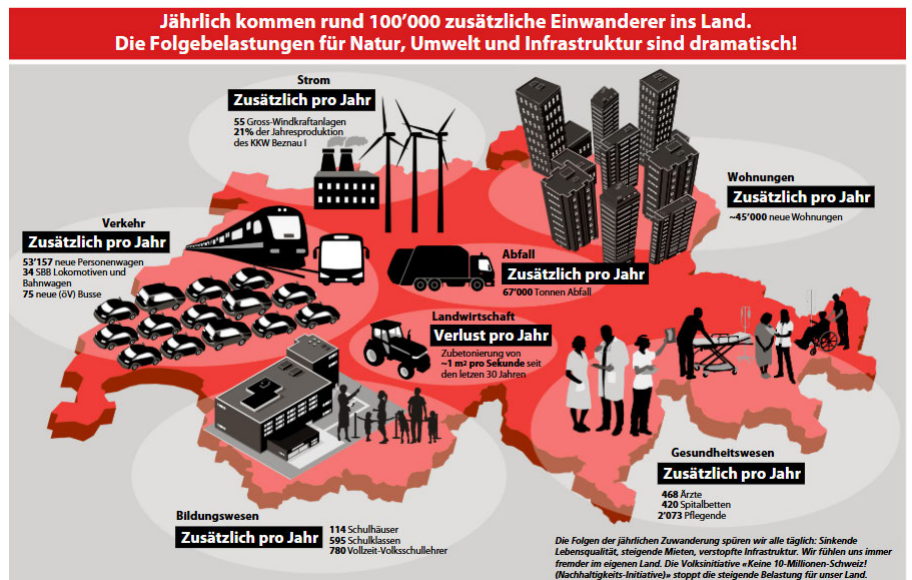 Jährlich kommen rund 100’000 zusätzliche Einwanderer ins Land.
Die Folgebelastungen für Natur, Umwelt und Infrastruktur sind dramatisch!
Strom
Zusätzlich pro Jahr
55 Gross-Windkraftanlagen
21% der Jahresproduktion
des KKW Beznau I
Wohnungen
Zusätzlich pro Jahr
~45’000 neue Wohnungen
Verkehr
Zusätzlich pro Jahr
53’157 neue Personenwagen
34 SBB Lokomotiven und
Bahnwagen
75 neue (öV) Busse
Abfall
Zusätzlich pro Jahr
67’000 Tonnen Abfall
Landwirtschaft
Verlust pro Jahr
Zubetonierung von
~1 m² pro Sekunde seit
den letzen 30 Jahren
Gesundheitswesen
Zusätzlich pro Jahr
468 Ärzte
420 Spitalbetten
2’073 Pflegende
Bildungswesen
Zusätzlich pro Jahr
114 Schulhäuser
595 Schulklassen
780 Vollzeit-Volksschullehrer
Die Folgen der jährlichen Zuwanderung spüren wir alle täglich: Sinkende
Lebensqualität, steigende Mieten, verstopfte Infrastruktur. Wir fühlen uns immer
fremder im eigenen Land. Die Volksinitiative «Keine 10-Millionen-Schweiz!
(Nachhaltigkeits-Initiative)» stoppt die steigende Belastung für unser Land.